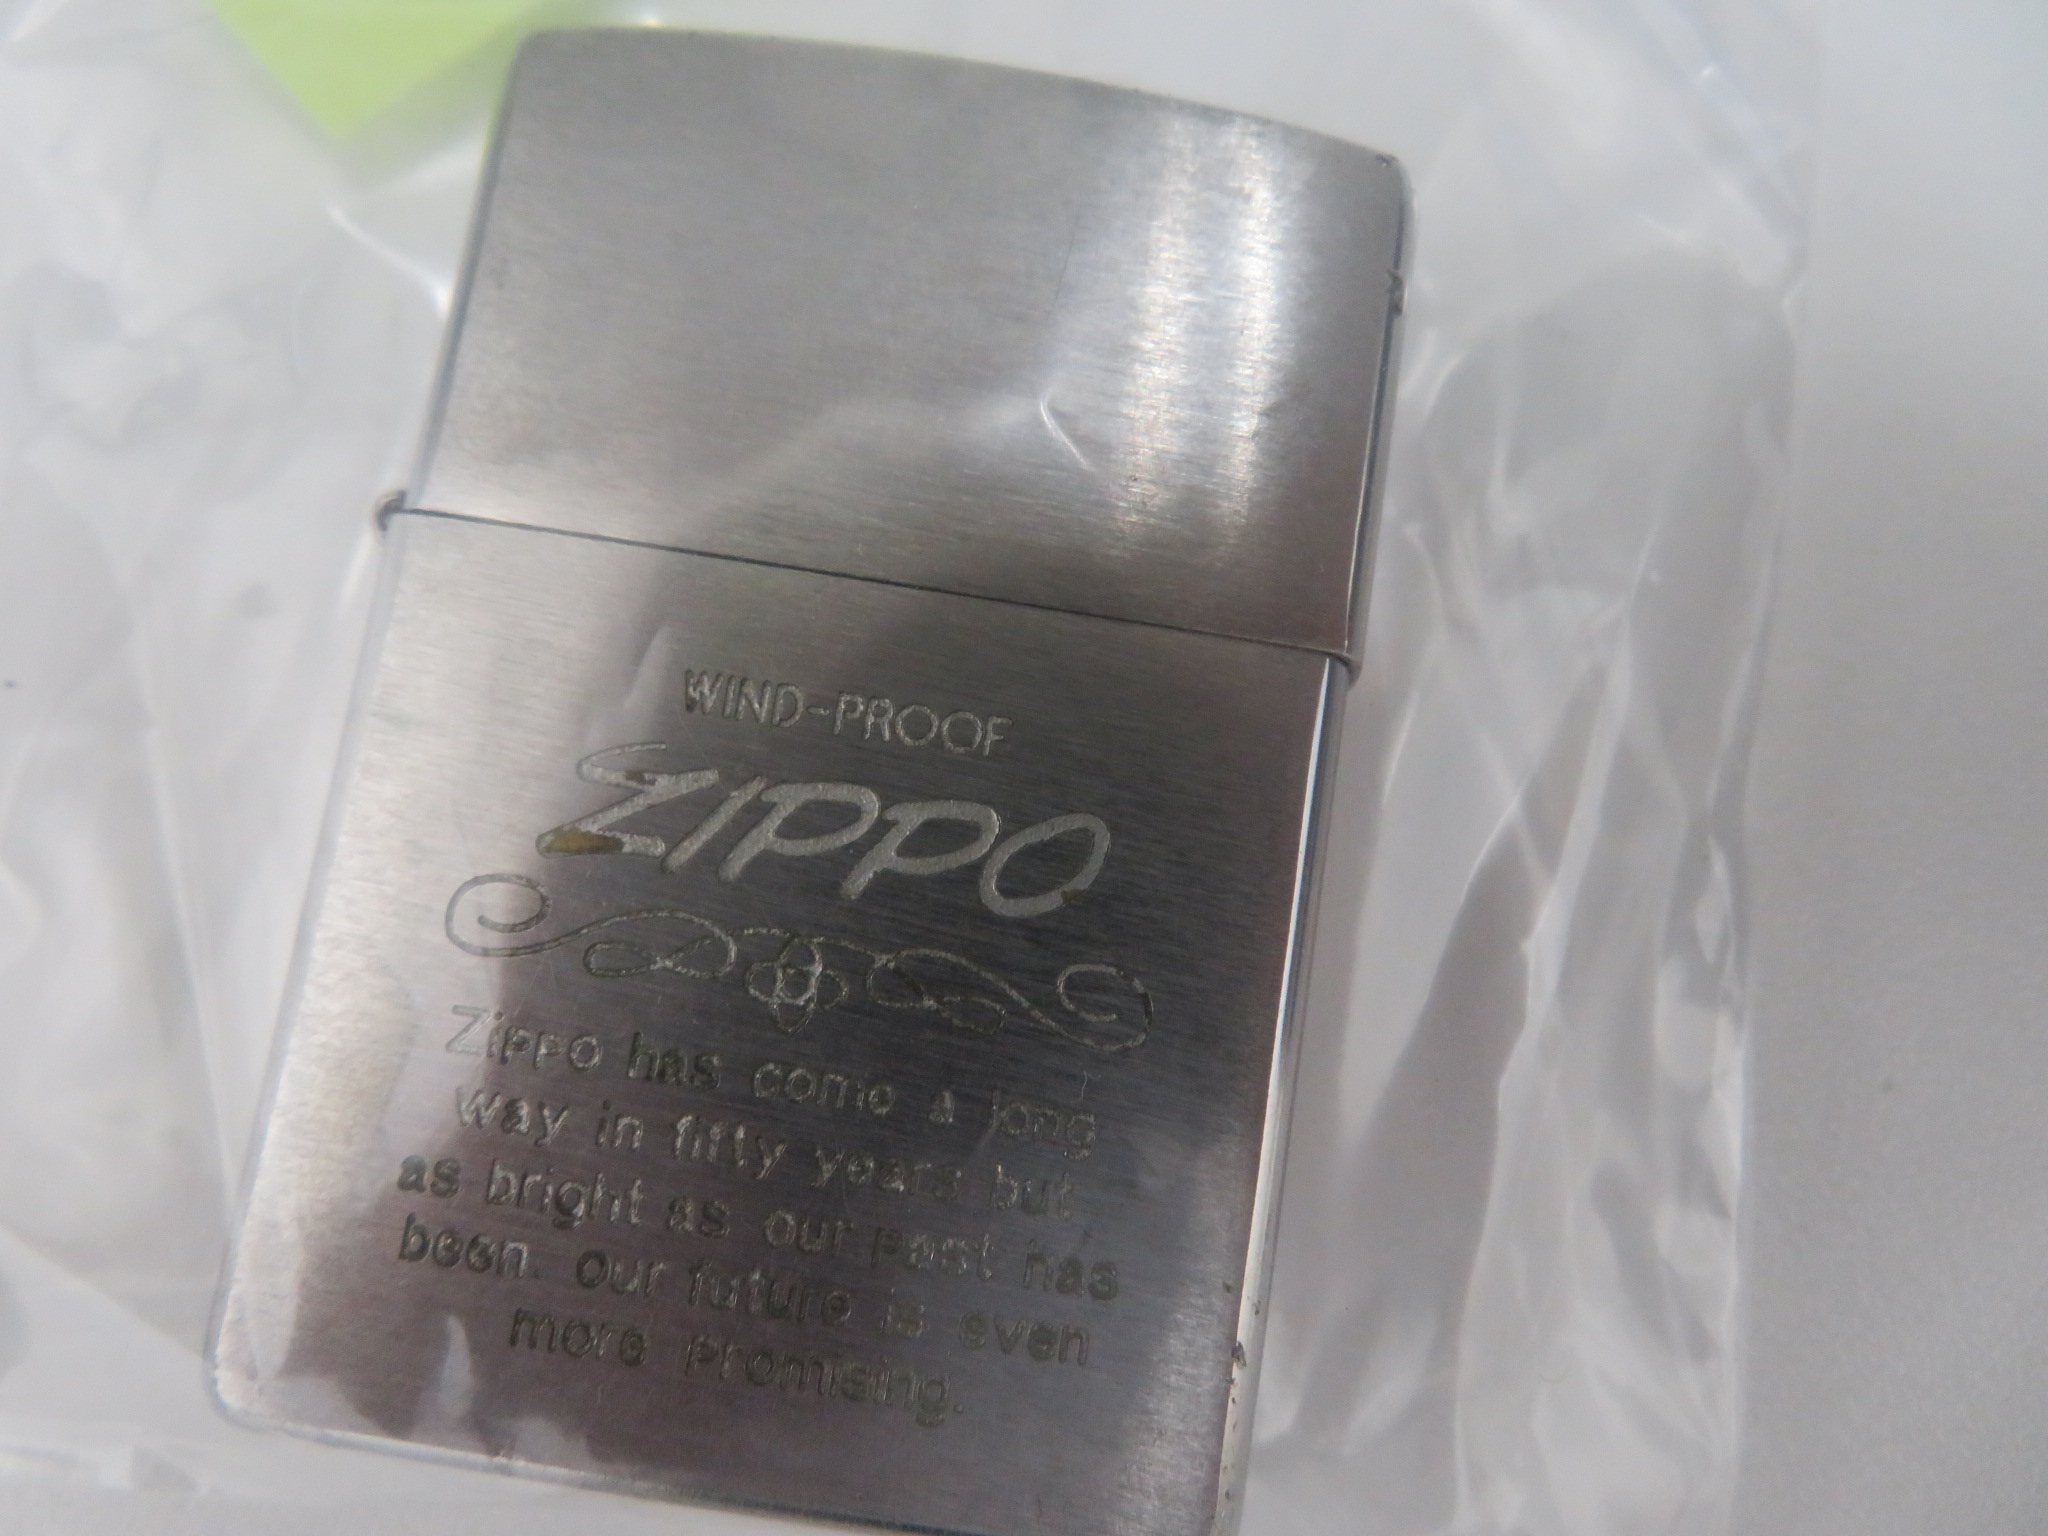 WIND-PROOF
ZIPPO
Zippo has come a long
way in fifty years but
as bright as our past has
been. our future is even
more promising.